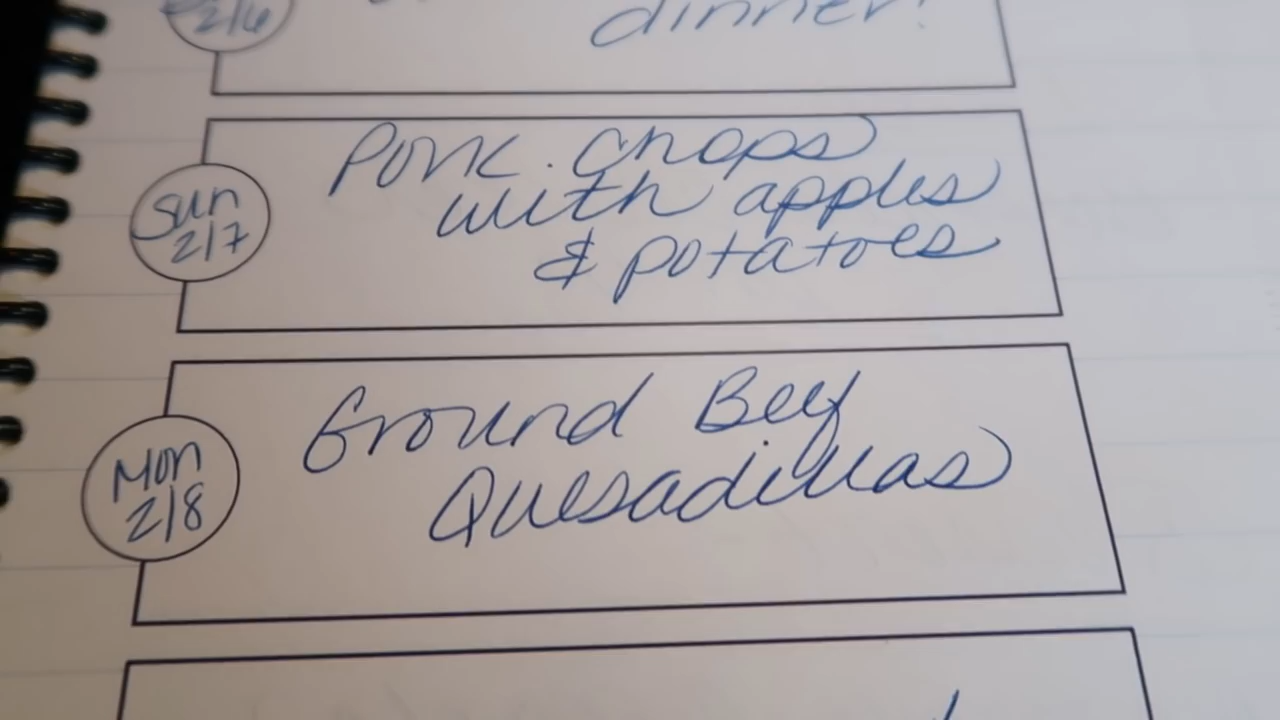 2/6
dinner!
Pork Chops
with apples
& potatoes
Sun
2/7
Ground Beef
Quesadillas
Mon
2/8